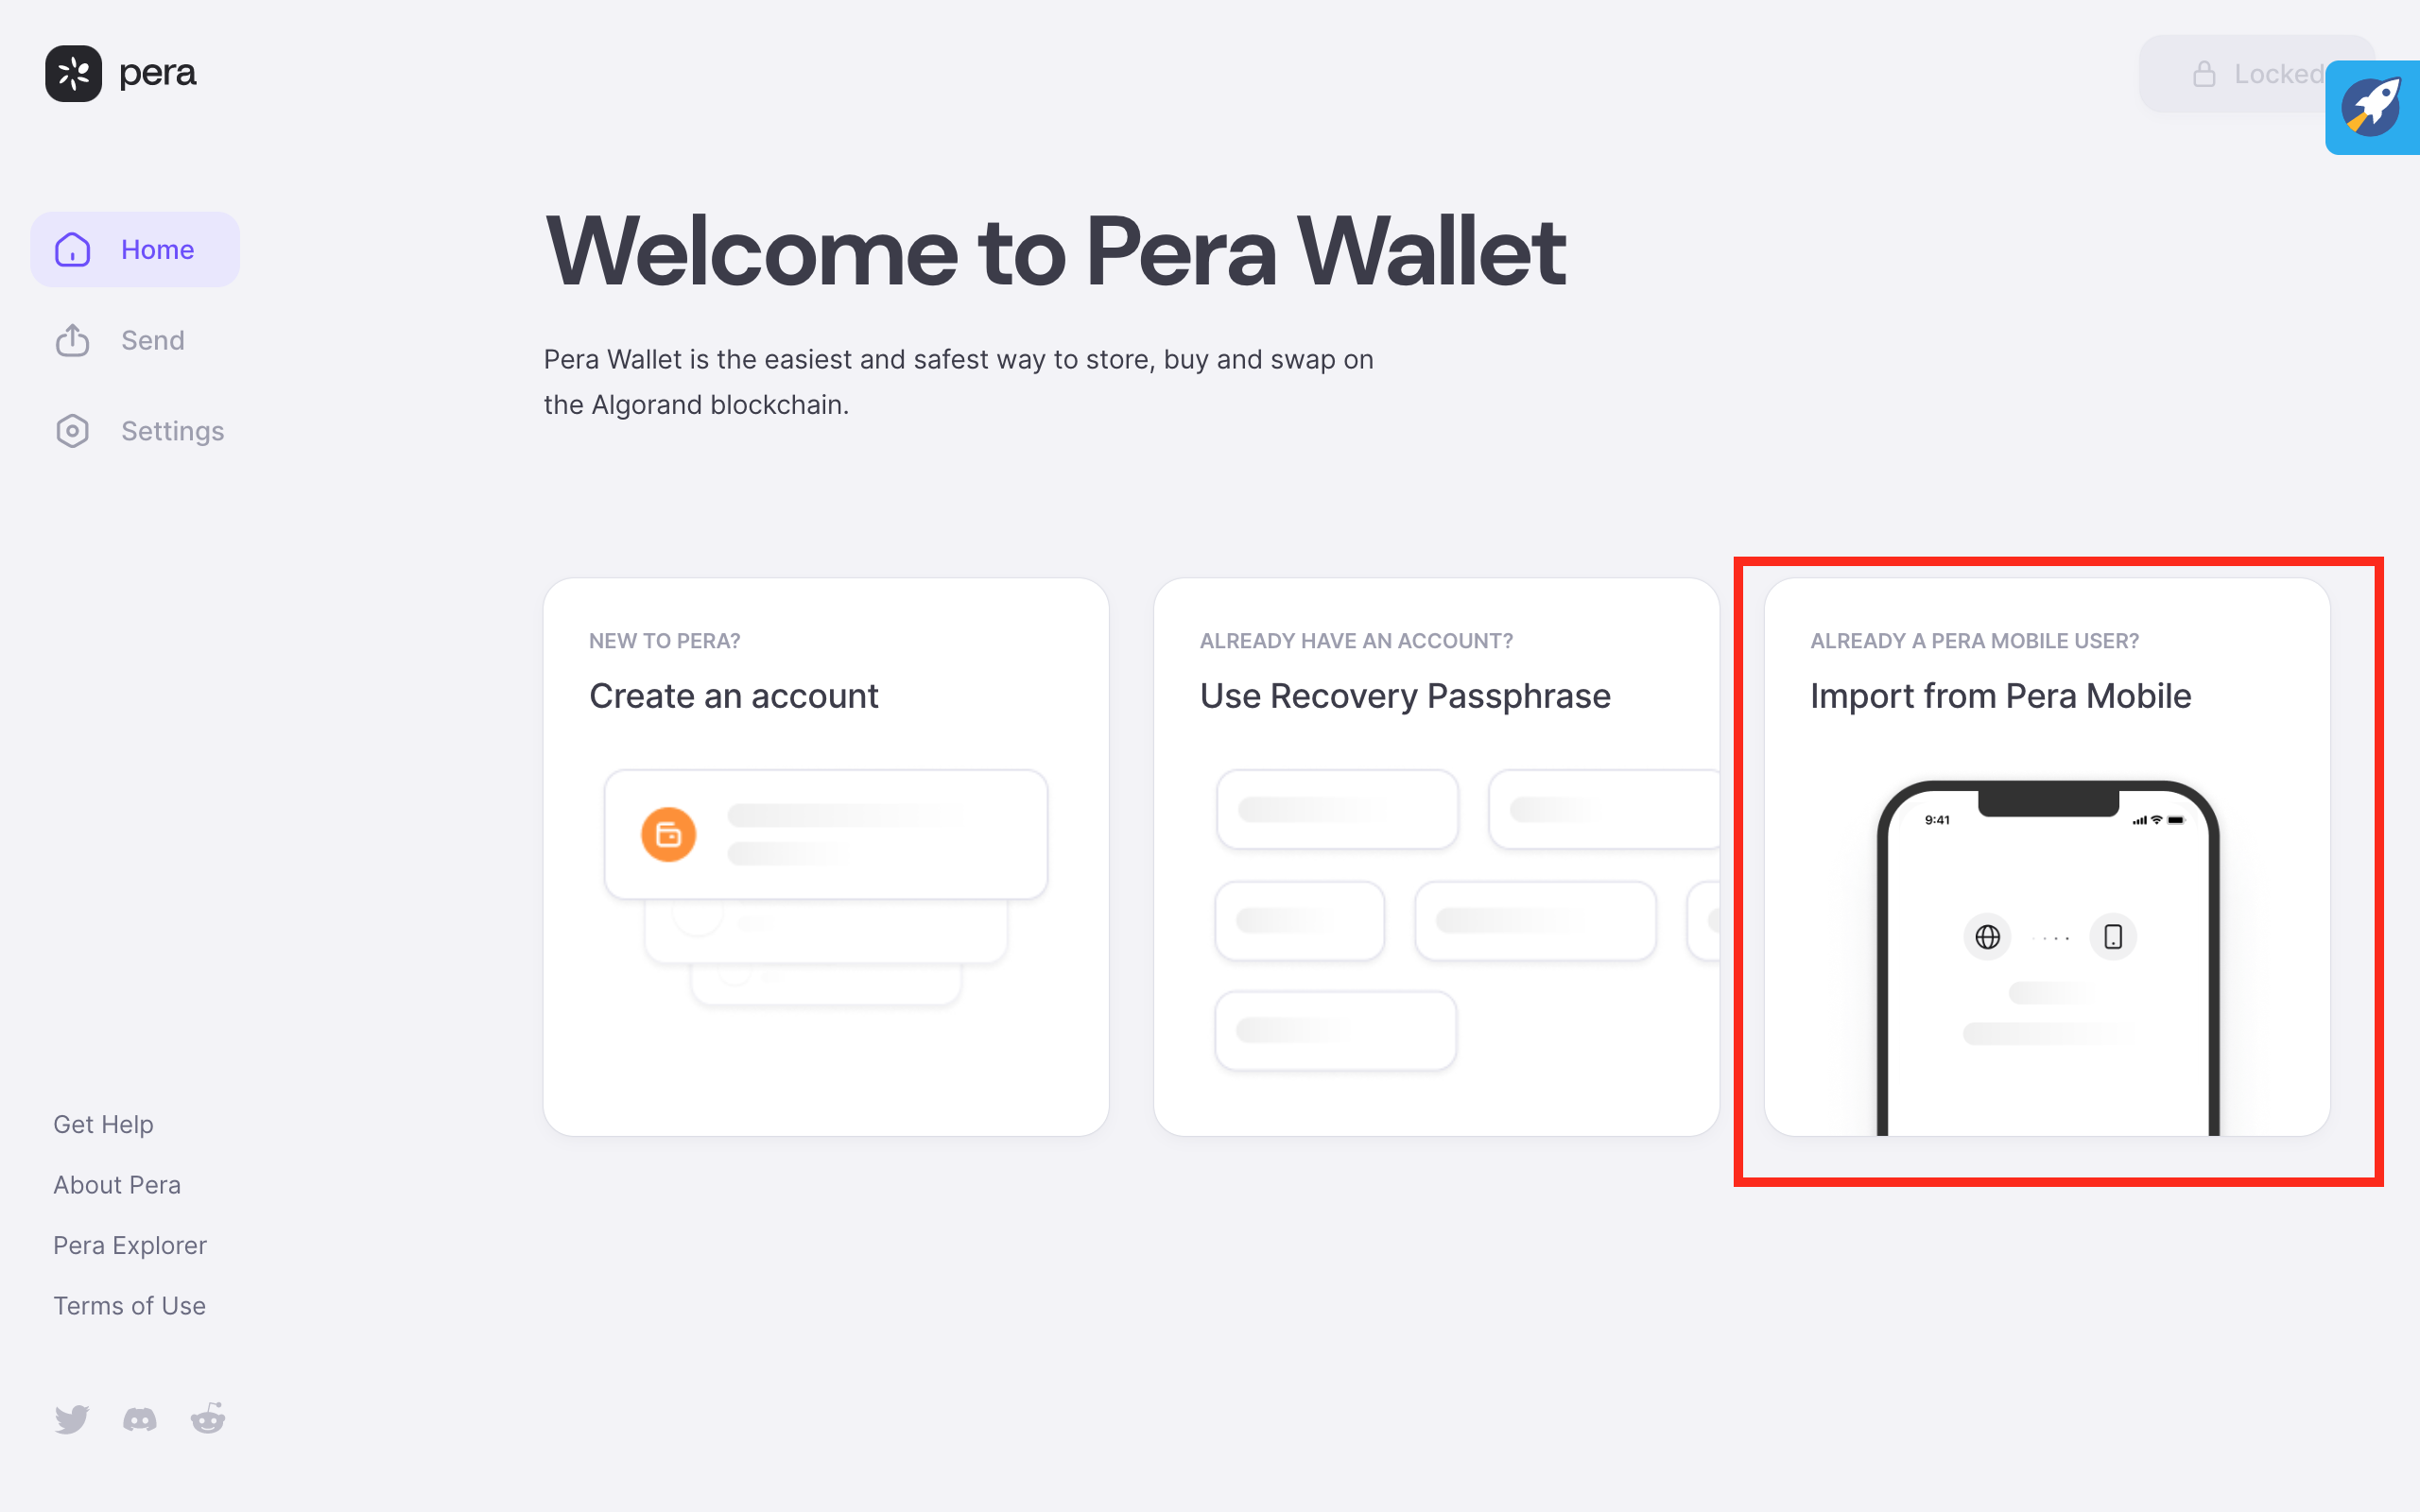 pera
Locked
Home
Send
Settings
Welcome to Pera Wallet
Pera Wallet is the easiest and safest way to store, buy and swap on
the Algorand blockchain.
NEW TO PERA?
Create an account
ALREADY HAVE AN ACCOUNT?
Use Recovery Passphrase
ALREADY A PERA MOBILE USER?
Import from Pera Mobile
9:41
Get Help
About Pera
Pera Explorer
Terms of Use